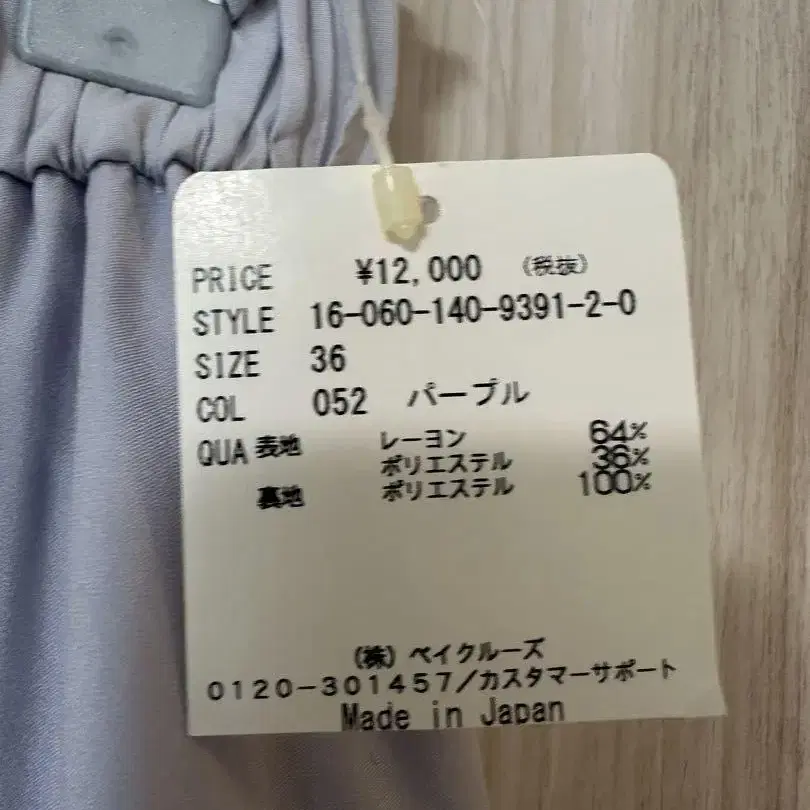 PRICE ¥12,000 (税抜)
STYLE 16-060-140-9391-2-0
SIZE 36
COL 052 パープル
QUA 表地 レーヨン 64%
ポリエステル 36%
裏地 ポリエステル 100%
(株) ベイクルーズ
0120-301457/カスタマーサポート
Made in Japan